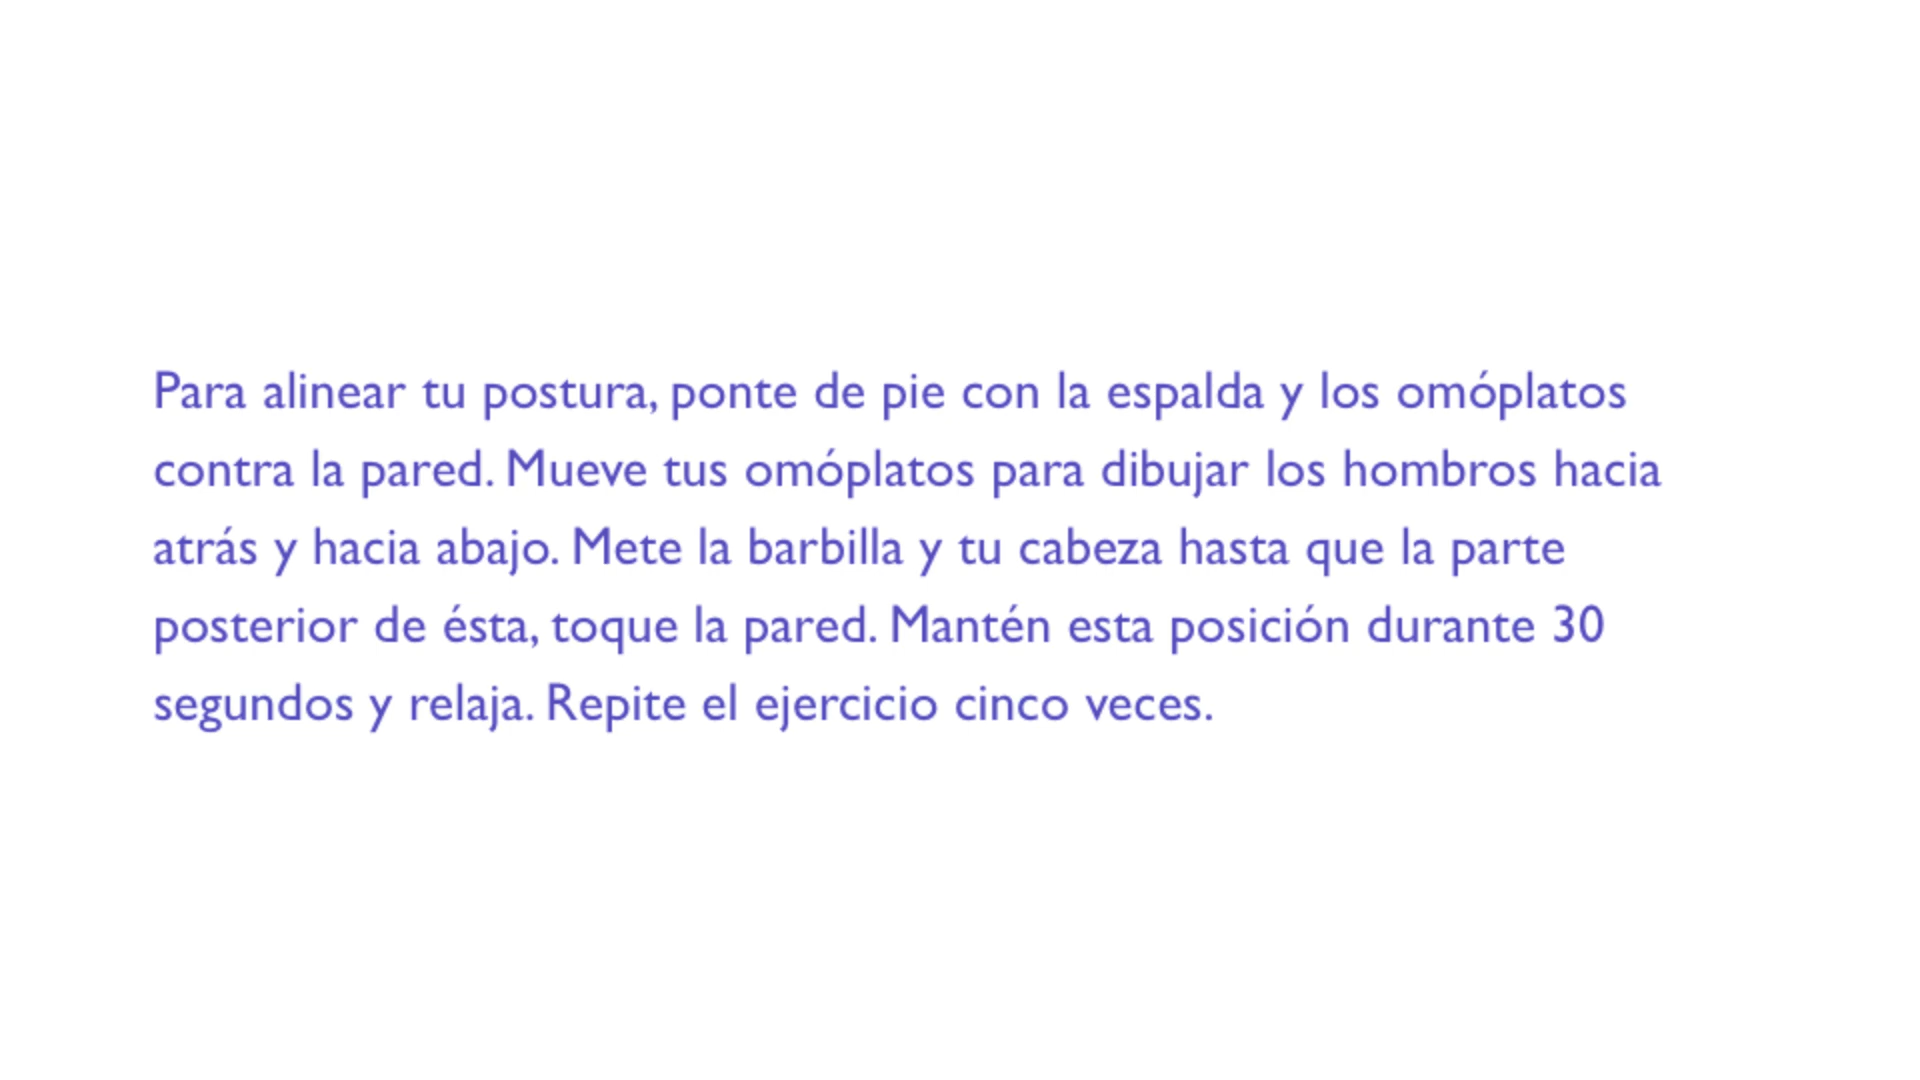 Para alinear tu postura, ponte de pie con la espalda y los omóplatos
contra la pared. Mueve tus omóplatos para dibujar los hombros hacia
atrás y hacia abajo. Mete la barbilla y tu cabeza hasta que la parte
posterior de ésta, toque la pared. Mantén esta posición durante 30
segundos y relaja. Repite el ejercicio cinco veces.